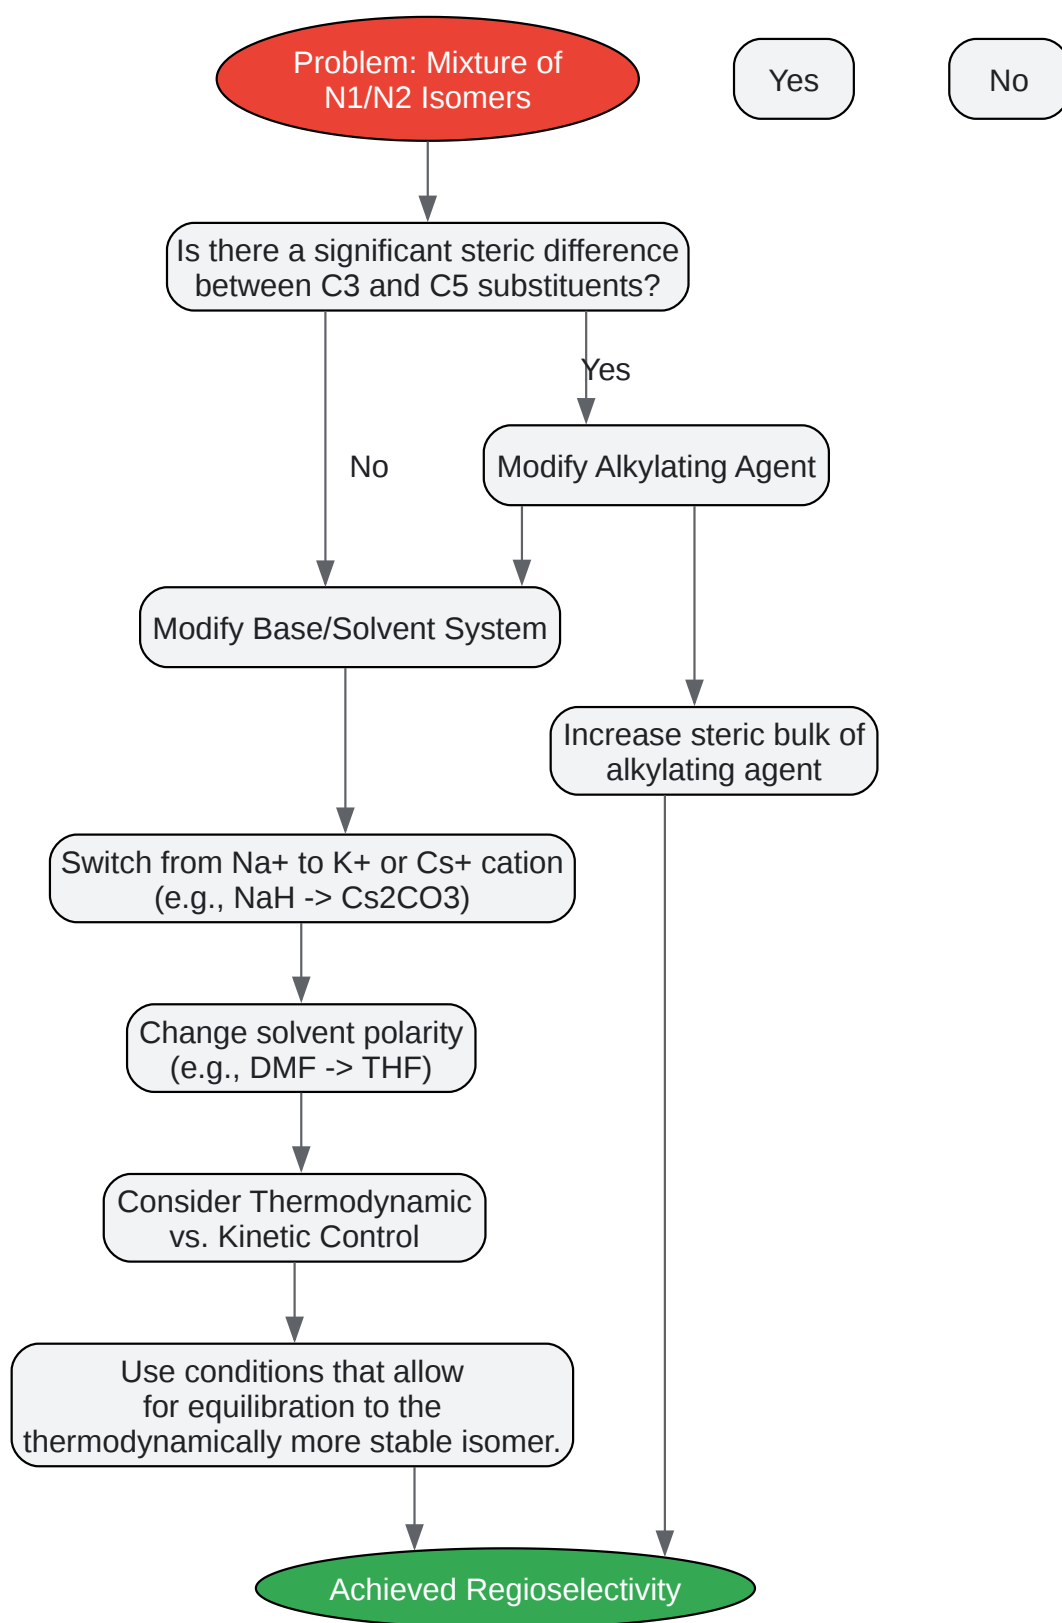 Problem: Mixture of
N1/N2 Isomers
Yes
No
Is there a significant steric difference
between C3 and C5 substituents?
Yes
No
Modify Alkylating Agent
Modify Base/Solvent System
Increase steric bulk of
alkylating agent
Switch from Na+ to K+ or Cs+ cation
(e.g., NaH -> Cs2CO3)
Change solvent polarity
(e.g., DMF -> THF)
Consider Thermodynamic
vs. Kinetic Control
Use conditions that allow
for equilibration to the
thermodynamically more stable isomer.
Achieved Regioselectivity